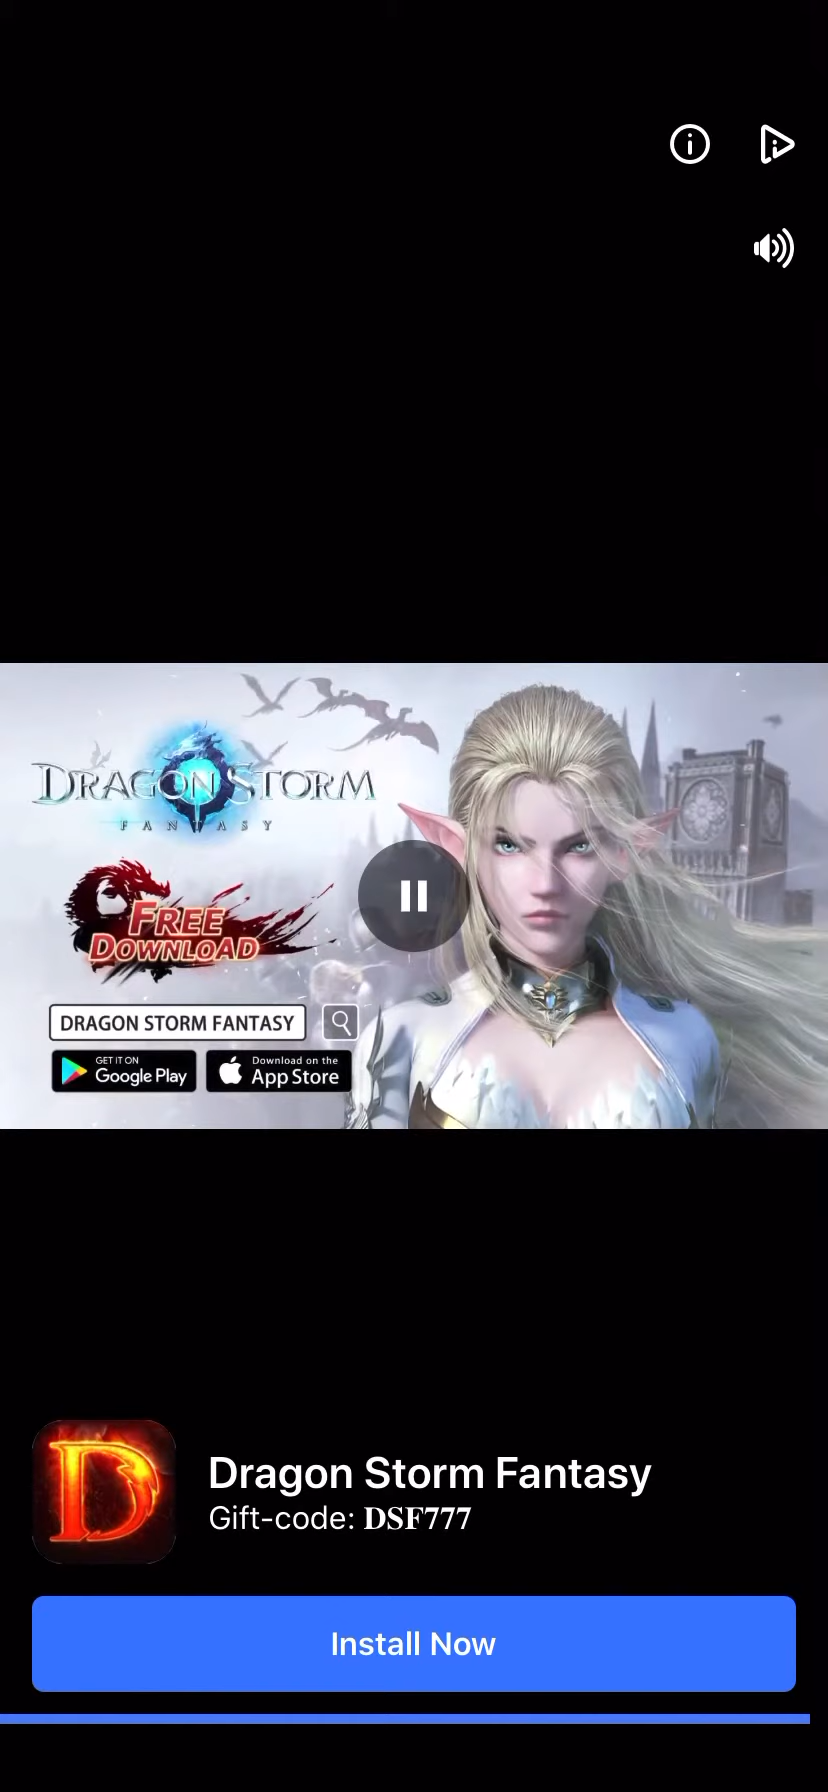 DRAGON STORM
FANTASY
FREE
DOWNLOAD
DRAGON STORM FANTASY
GET IT ON
Google Play
Download on the
App Store
Dragon Storm Fantasy
Gift-code: DSF777
Install Now